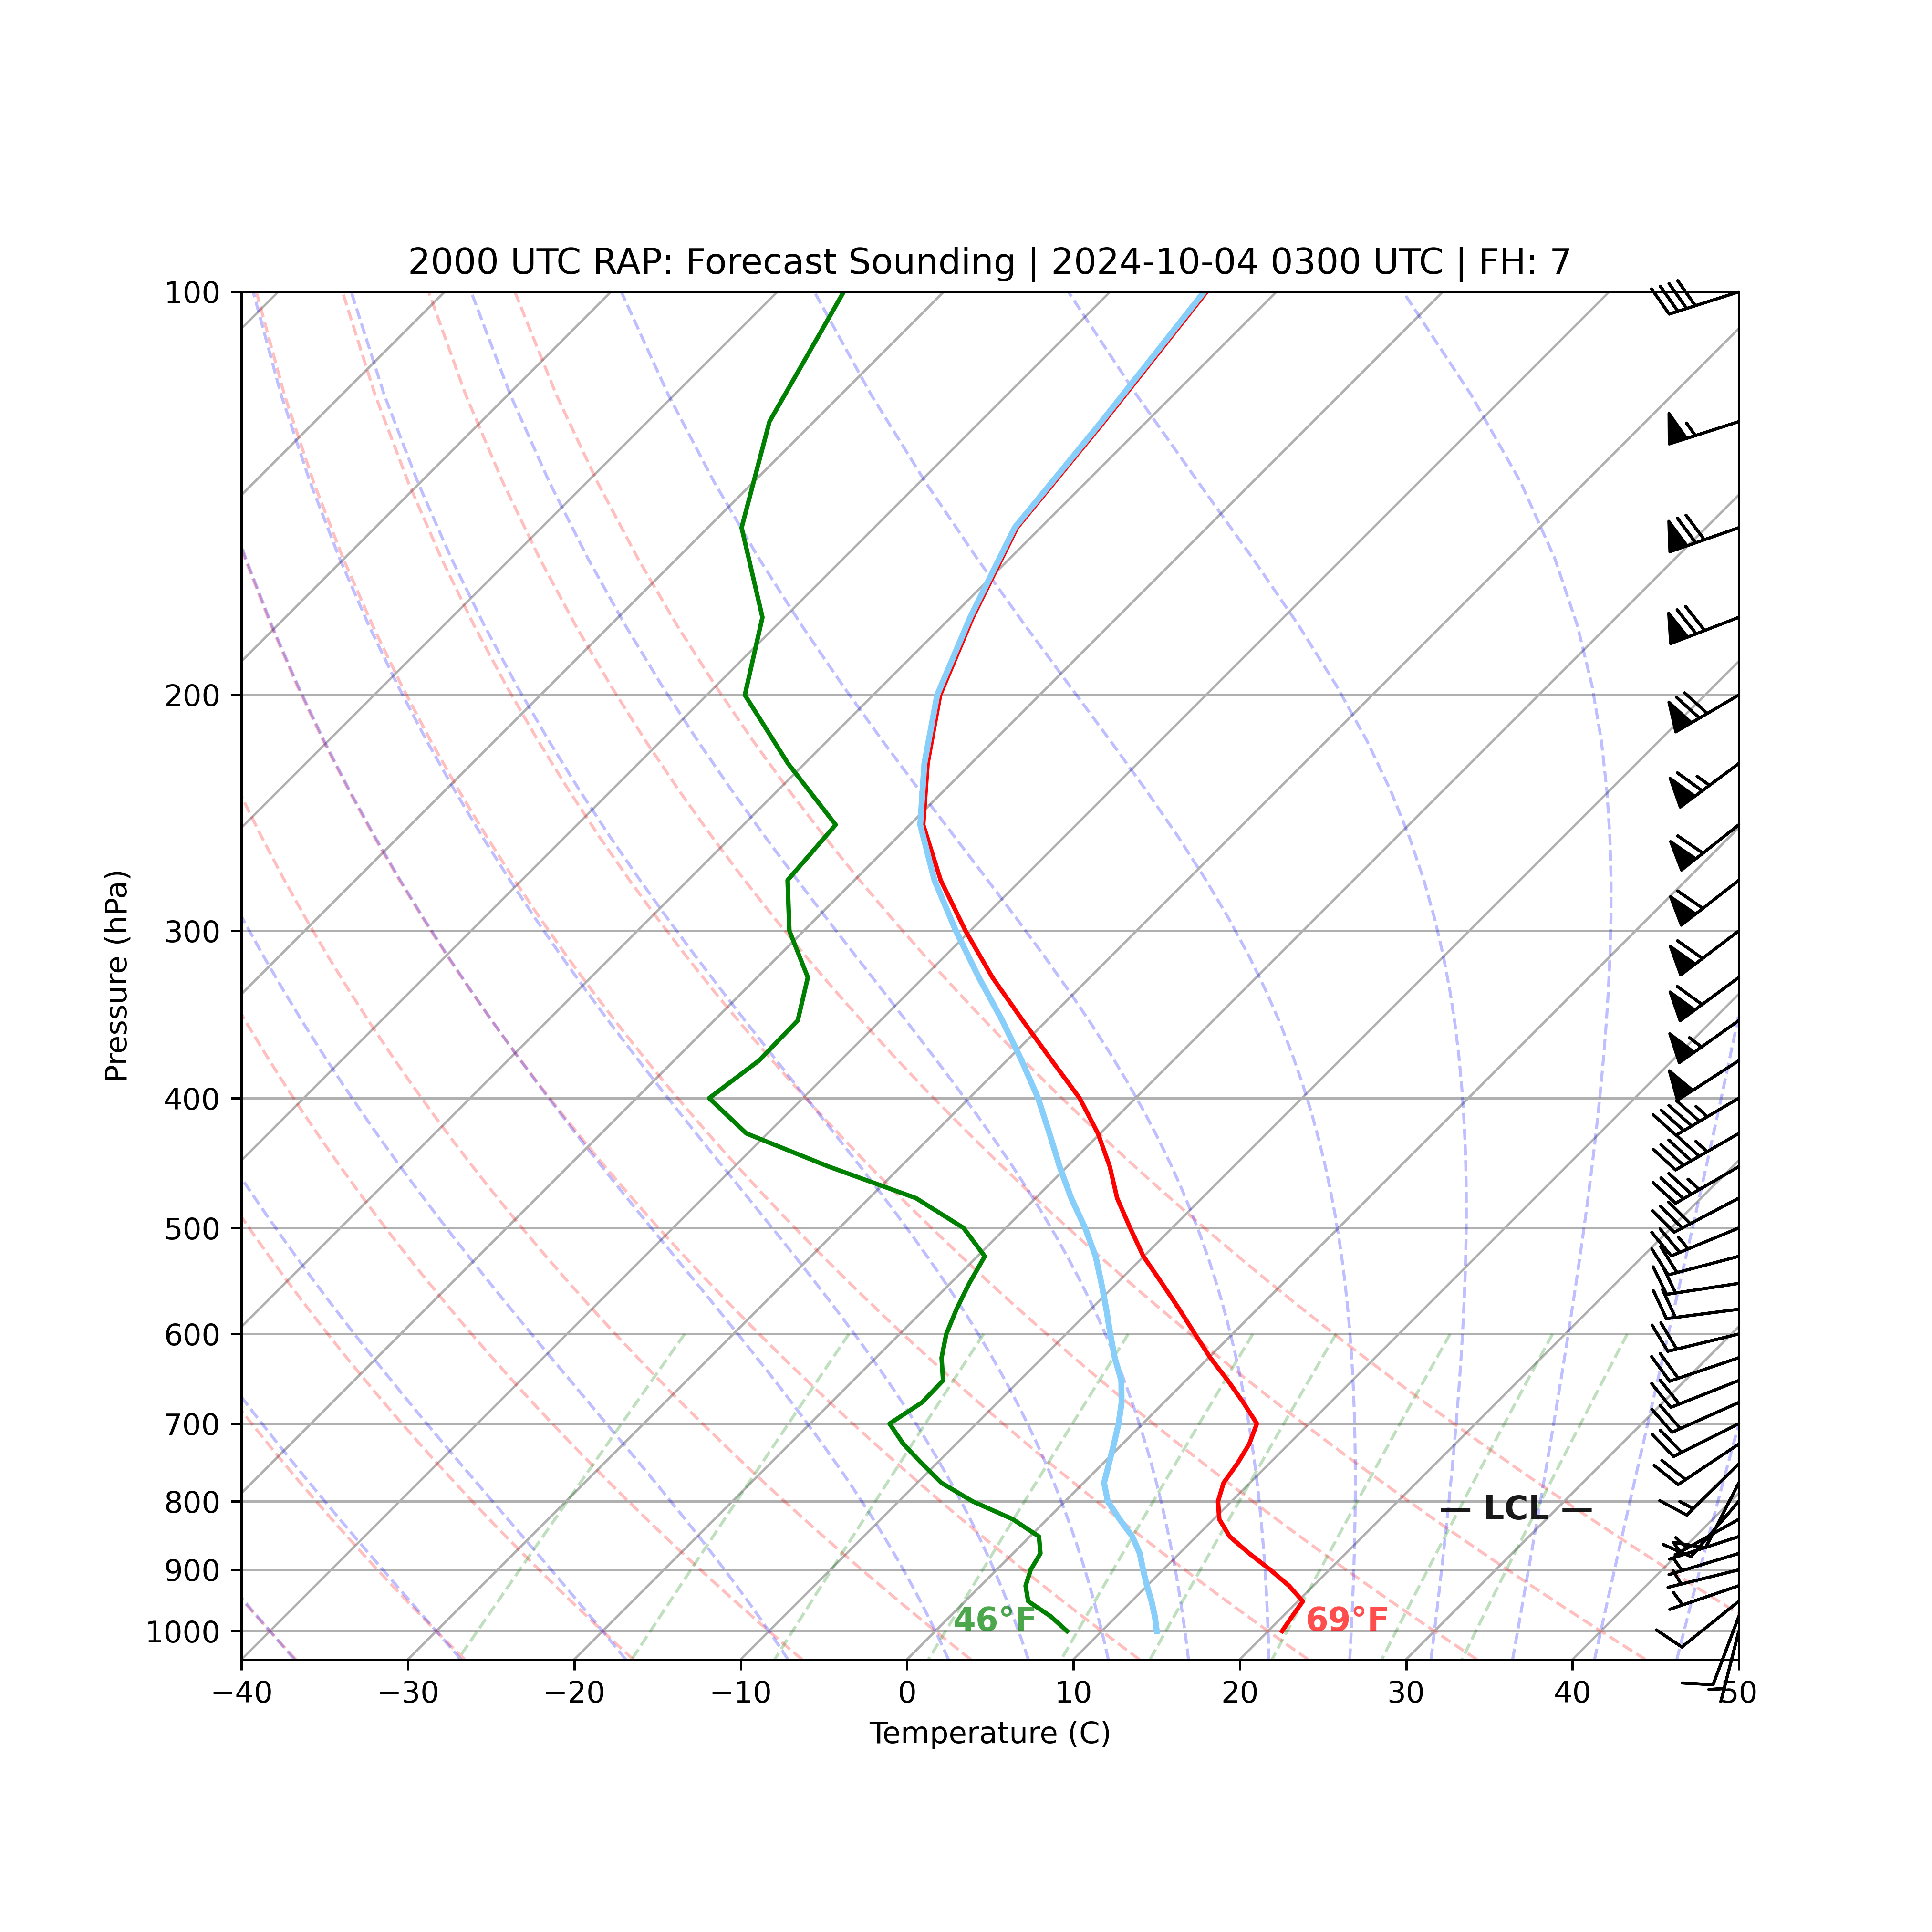 2000 UTC RAP: Forecast Sounding | 2024-10-04 0300 UTC | FH: 7
100
200
300
400
500
600
700
800
900
1000
Pressure (hPa)
— LCL —
46°F
69°F
−40 −30 −20 −10 0 10 20 30 40 50
Temperature (C)